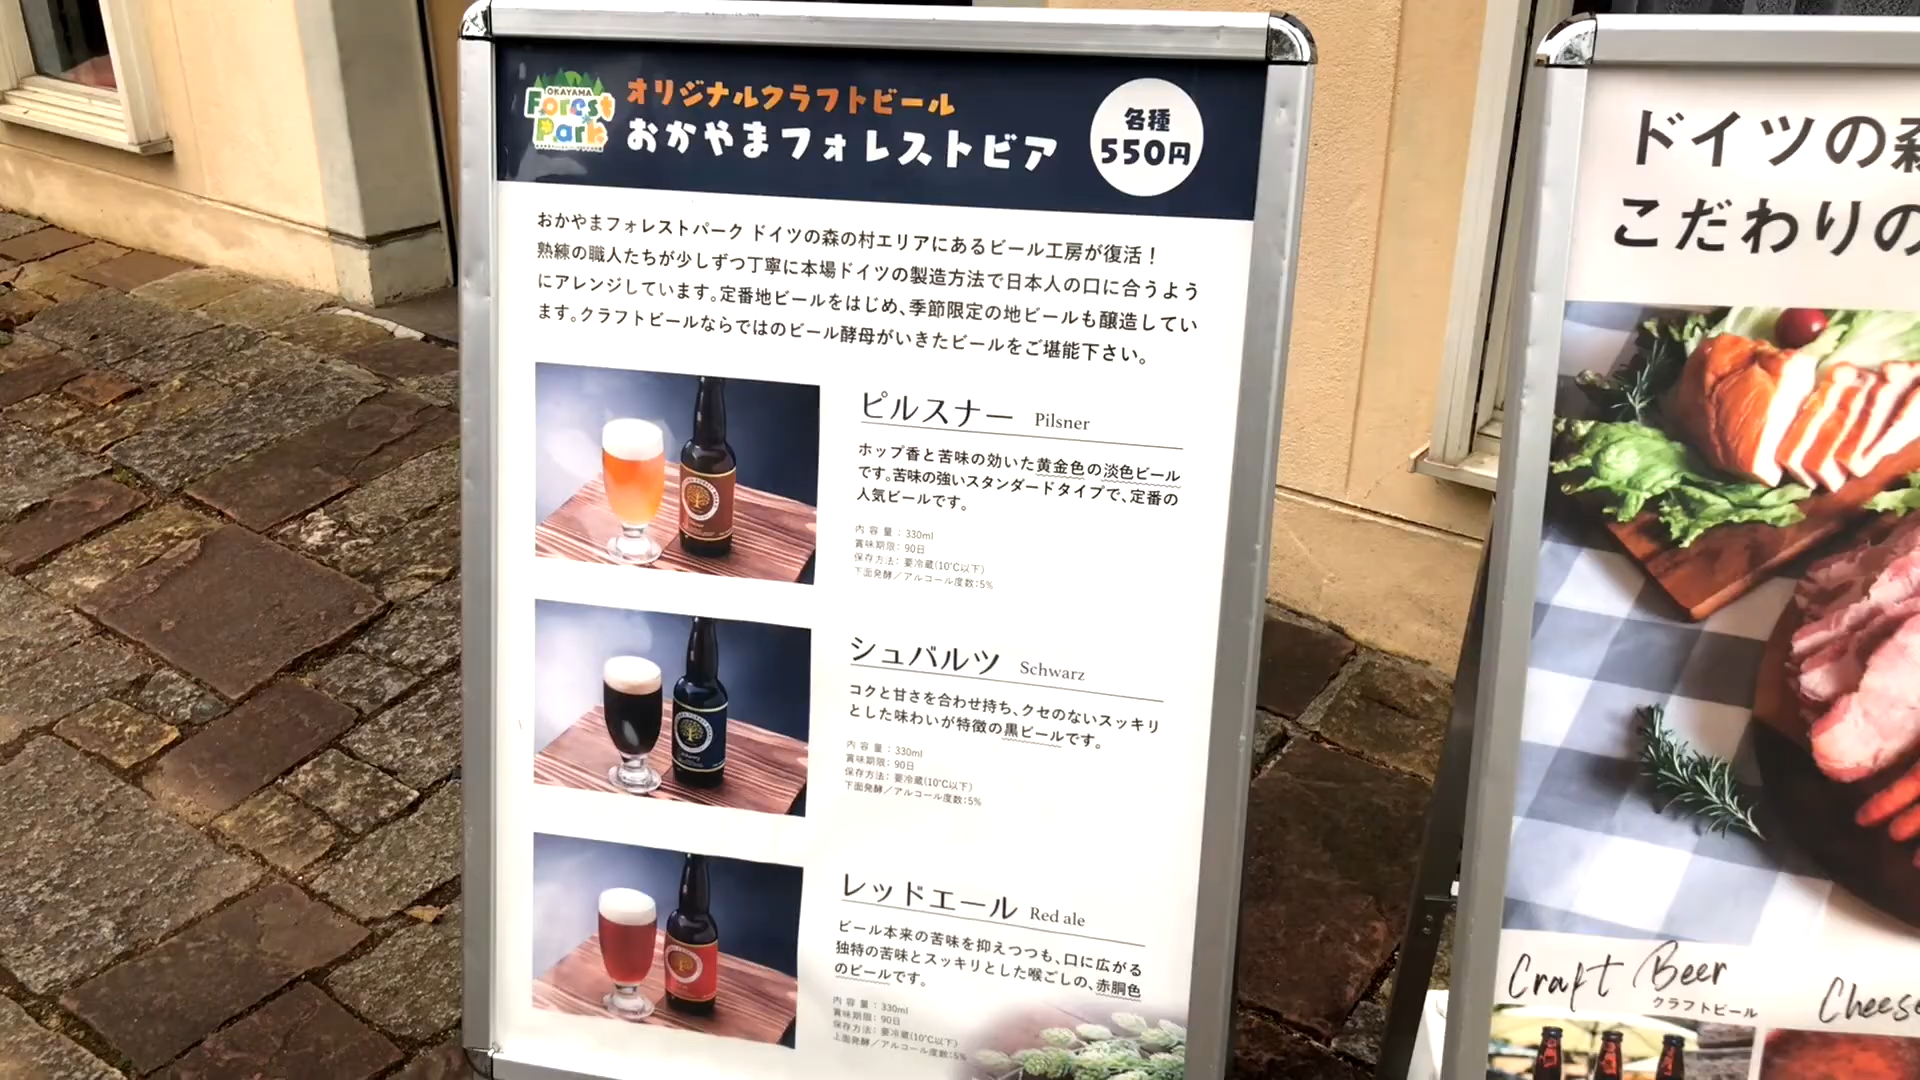 OKAYAMA
Forest
Park
オリジナルクラフトビール
おかやまフォレストビア
各種
550円
おかやまフォレストパーク ドイツの森の村エリアにあるビール工房が復活!
熟練の職人たちが少しずつ丁寧に本場ドイツの製造方法で日本人の口に合うよう
にアレンジしています。定番地ビールをはじめ、季節限定の地ビールも醸造してい
ます。クラフトビールならではのビール酵母がいきたビールをご堪能下さい。
ピルスナー Pilsner
ホップ香と苦味の効いた黄金色の淡色ビール
です。苦味の強いスタンダードタイプで、定番の
人気ビールです。
内容量:330ml
賞味期限:90日
保存方法:要冷蔵(10℃以下)
下面発酵/アルコール度数:5%
シュバルツ Schwarz
コクと甘さを合わせ持ち、クセのないスッキリ
とした味わいが特徴の黒ビールです。
内容量:330ml
賞味期限:90日
保存方法:要冷蔵(10℃以下)
下面発酵/アルコール度数:5%
レッドエール Red ale
ビール本来の苦味を抑えつつも、口に広がる
独特の苦味とスッキリとした喉ごしの、赤胴色
のビールです。
内容量:330ml
賞味期限:90日
保存方法:要冷蔵(10℃以下)
上面発酵/アルコール度数:5%
ドイツの森
こだわりの
Craft Beer
クラフトビール
Cheese